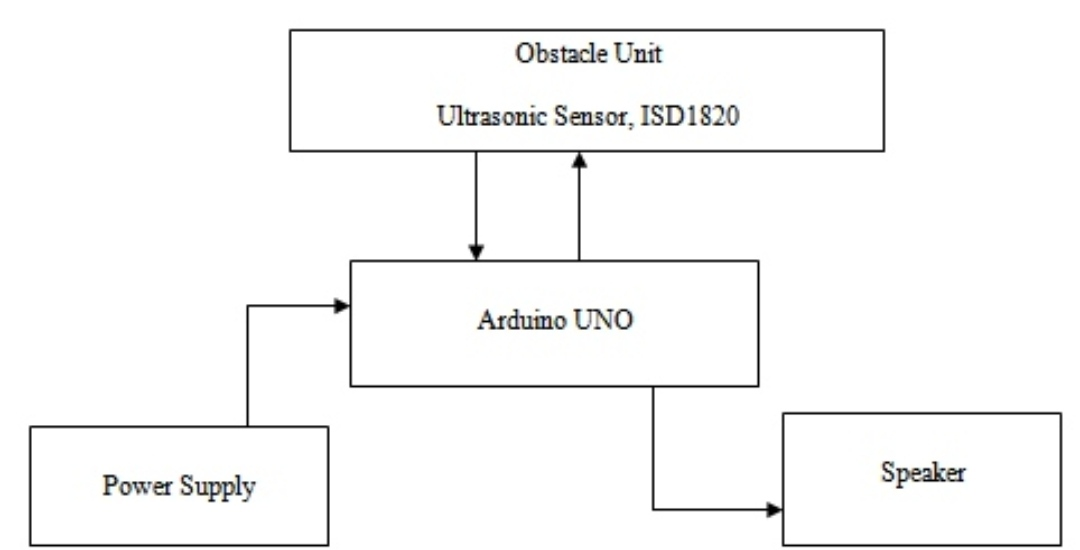 Obstacle Unit
Ultrasonic Sensor, ISD1820
Arduino UNO
Power Supply
Speaker